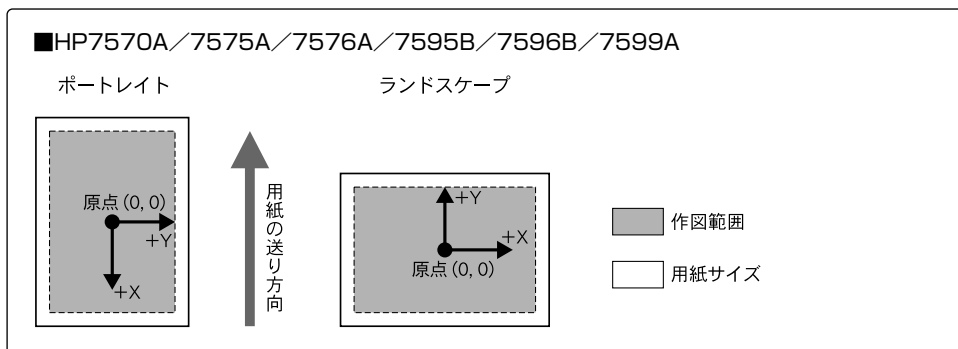 ■HP7570A／7575A／7576A／7595B／7596B／7599A
ポートレイト
ランドスケープ
原点(0, 0)
+Y
+X
用紙の送り方向
+Y
+X
原点(0, 0)
作図範囲
用紙サイズ